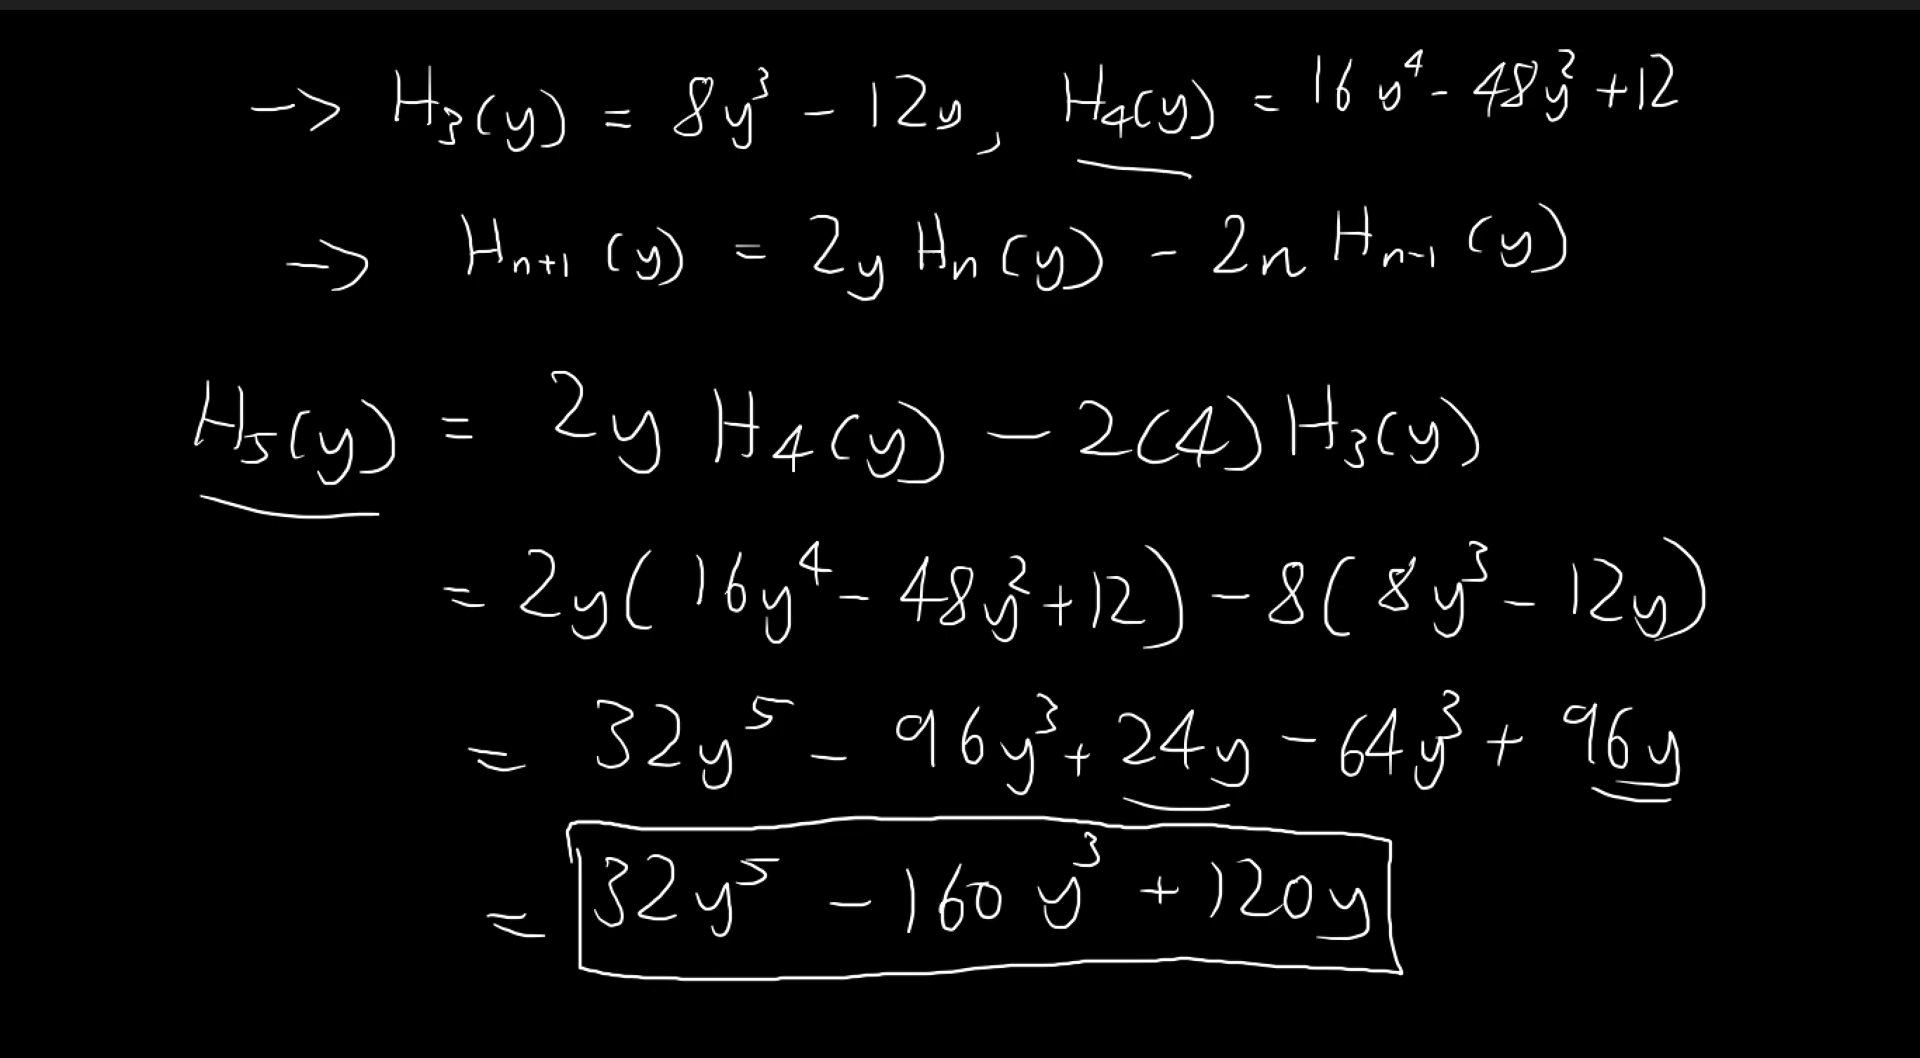 → H₃(y) = 8y³ - 12y, H₄(y) = 16y⁴ - 48y² + 12
→ Hₙ₊₁(y) = 2y Hₙ(y) - 2n Hₙ₋₁(y)
H₅(y) = 2y H₄(y) - 2(4) H₃(y)
= 2y(16y⁴ - 48y² + 12) - 8(8y³ - 12y)
= 32y⁵ - 96y³ + 24y - 64y³ + 96y
= 32y⁵ - 160y³ + 120y